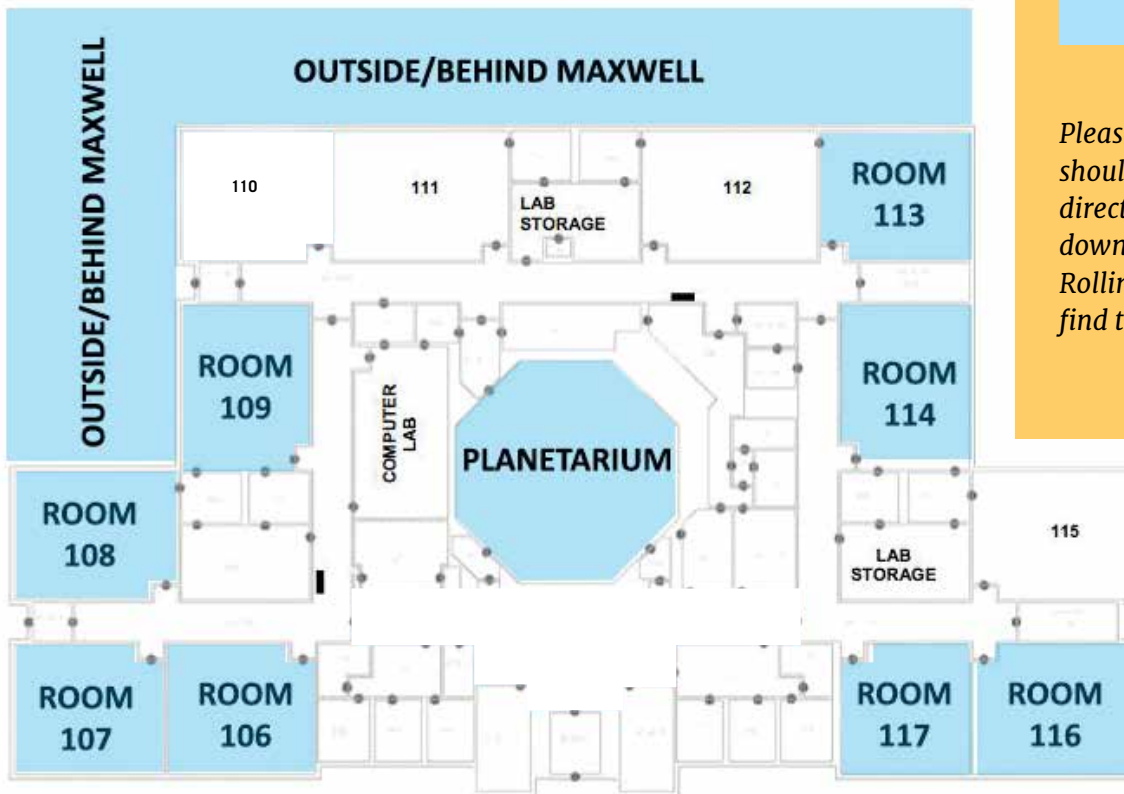 OUTSIDE/BEHIND MAXWELL
OUTSIDE/BEHIND MAXWELL
110
111
LAB
STORAGE
112
ROOM
113
ROOM
109
COMPUTER
LAB
PLANETARIUM
ROOM
114
ROOM
108
LAB
STORAGE
115
ROOM
107
ROOM
106
ROOM
117
ROOM
116
Pleas
shoul
direct
down
Rollin
find t